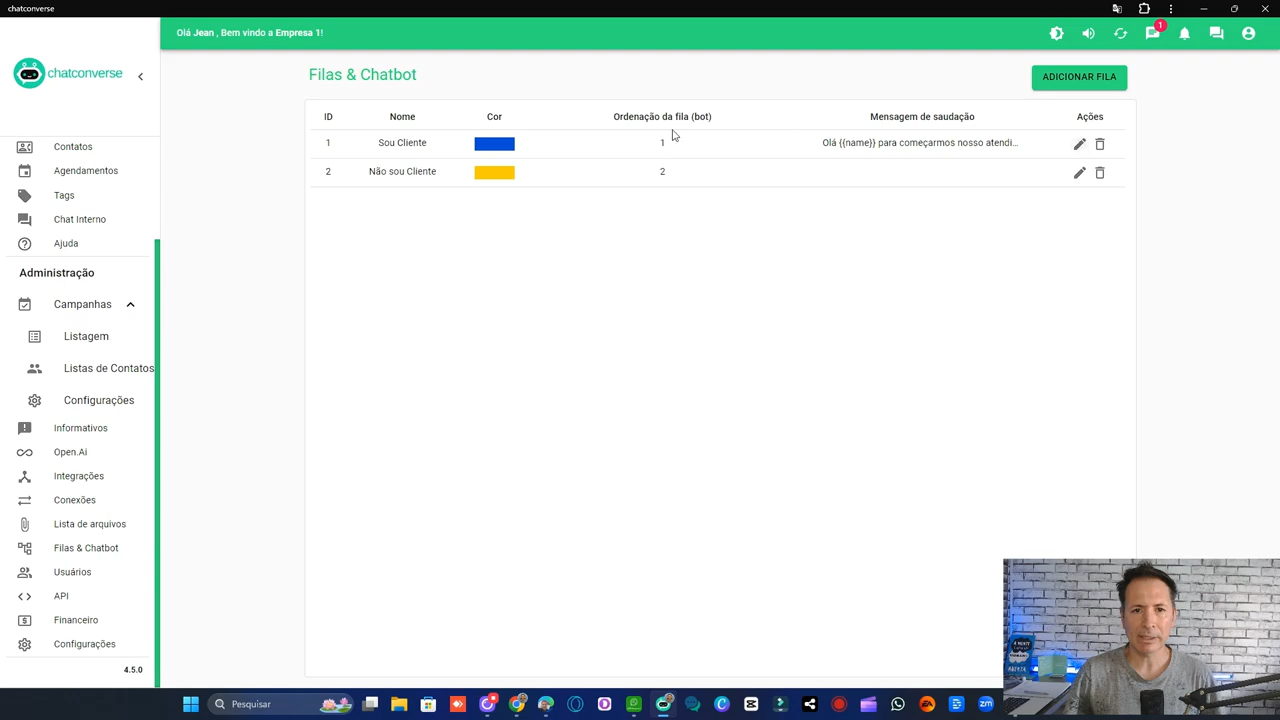 chatconverse
Olá Jean , Bem vindo a Empresa 1!
1
chatconverse
Filas & Chatbot
ADICIONAR FILA
ID Nome Cor Ordenação da fila (bot) Mensagem de saudação Ações
1 Sou Cliente 1 Olá {{name}} para começarmos nosso atendi...
2 Não sou Cliente 2
Contatos
Agendamentos
Tags
Chat Interno
Ajuda
Administração
Campanhas
Listagem
Listas de Contatos
Configurações
Informativos
Open.Ai
Integrações
Conexões
Lista de arquivos
Filas & Chatbot
Usuários
API
Financeiro
Configurações
4.5.0
Pesquisar
zm